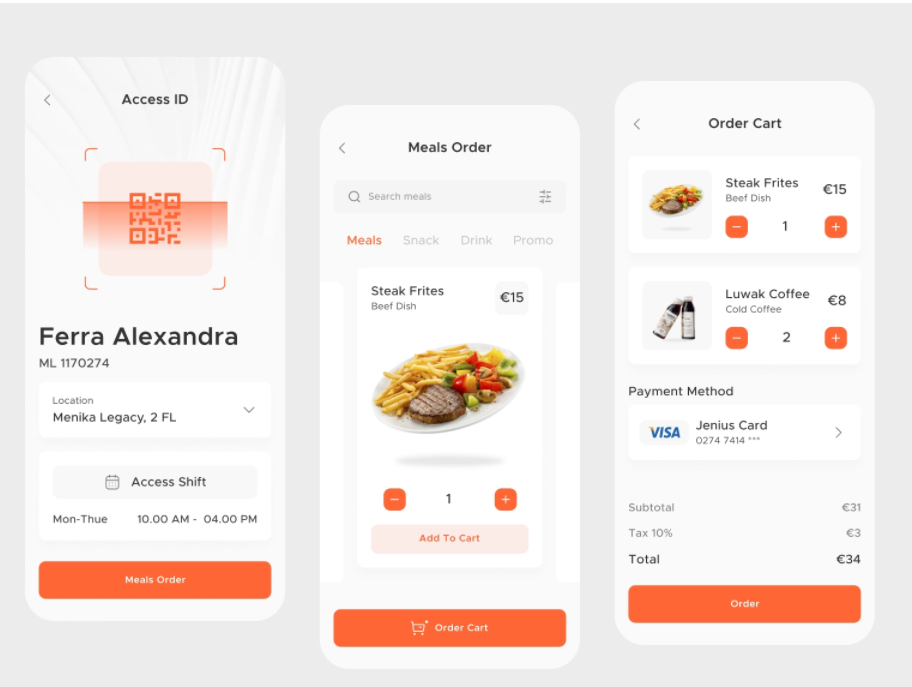 Access ID
Ferra Alexandra
ML 1170274
Location
Menika Legacy, 2 FL
Access Shift
Mon-Thue 10.00 AM - 04.00 PM
Meals Order
Meals Order
Search meals
Meals Snack Drink Promo
Steak Frites
€15
Beef Dish
1
Add To Cart
Order Cart
Order Cart
Steak Frites
€15
Beef Dish
1
Luwak Coffee
€8
Cold Coffee
2
Payment Method
VISA
Jenius Card
0274 7414 ***
Subtotal €31
Tax 10% €3
Total €34
Order